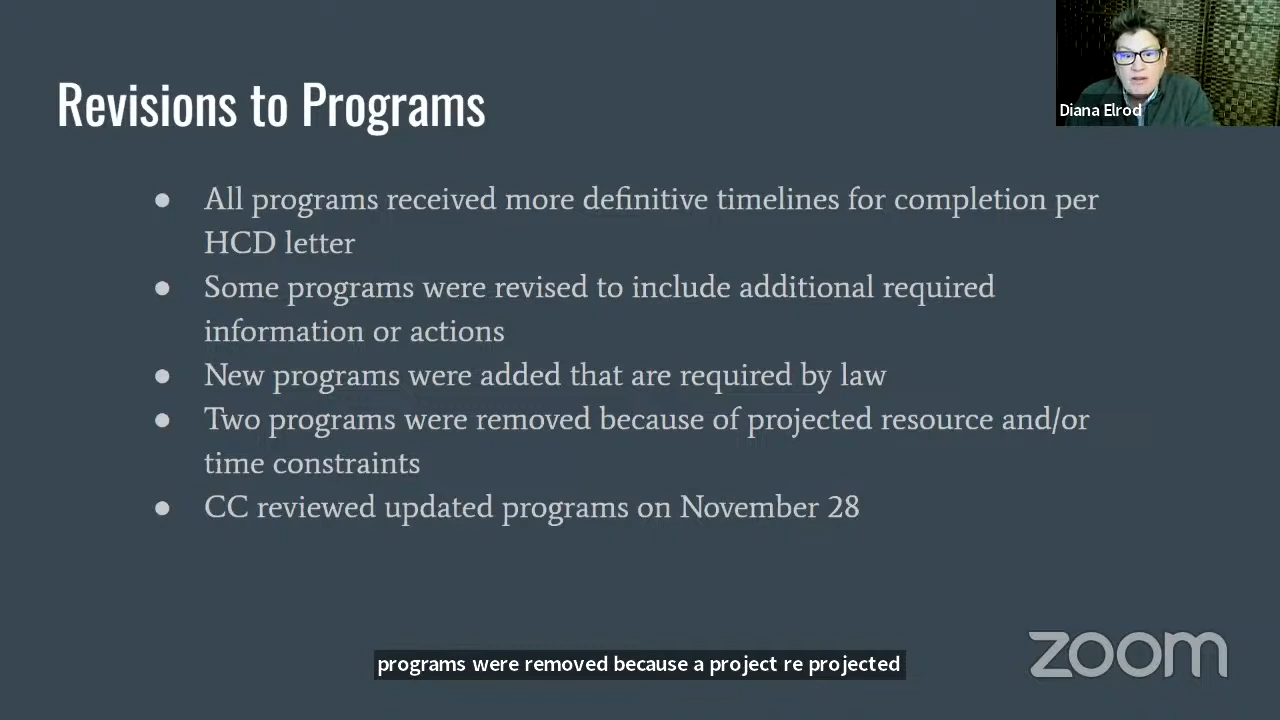 Revisions to Programs
Diana Elrod
● All programs received more definitive timelines for completion per
HCD letter
● Some programs were revised to include additional required
information or actions
● New programs were added that are required by law
● Two programs were removed because of projected resource and/or
time constraints
● CC reviewed updated programs on November 28
programs were removed because a project re projected
zoom